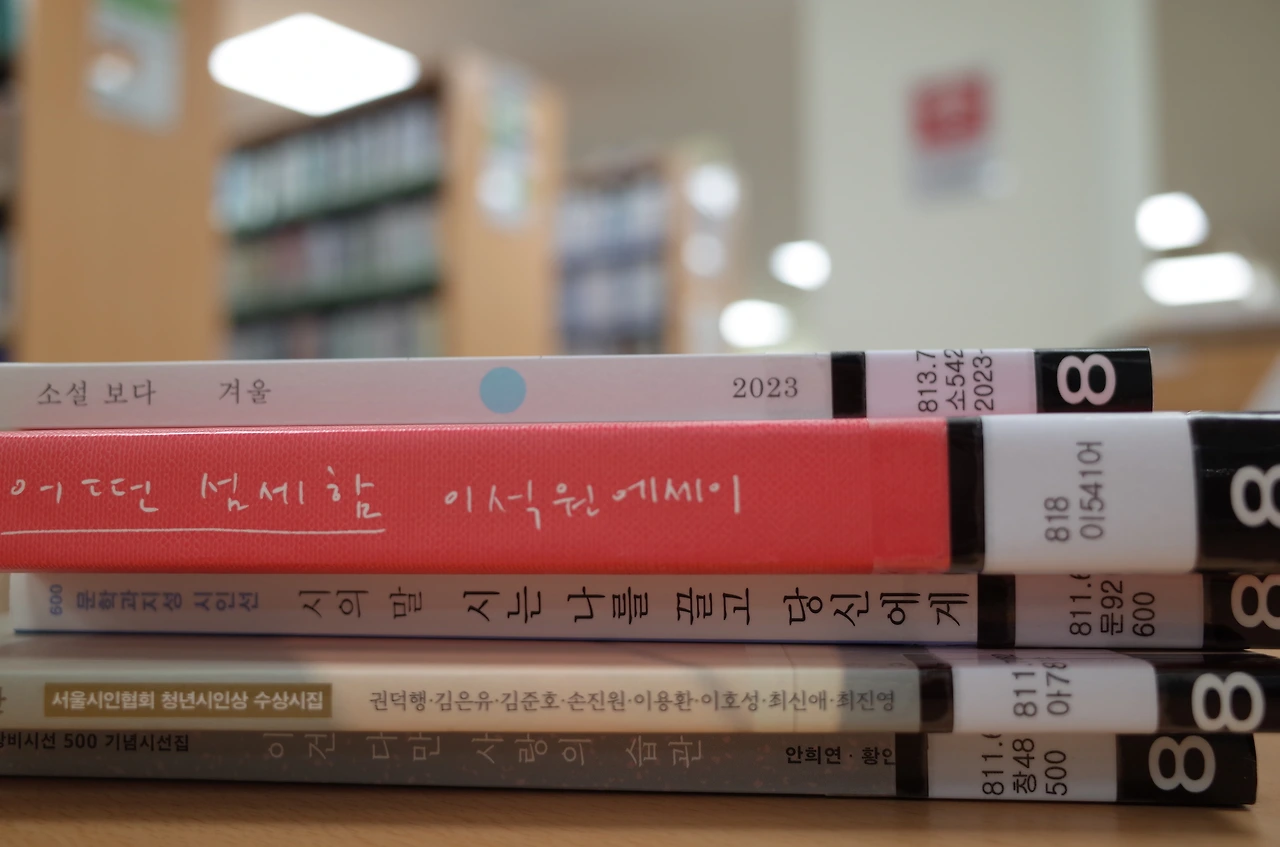 소설 보다 겨울 2023
813.7
소542
2023-
8
어떤 섬세함 이석원 에세이
818
이541어
8
600 문학과지성 시인선 시의 말 시는 나를 끌고 당신에게
811.6
문92
600
8
서울시인협회 청년시인상 수상시집 권덕행·김은유·김준호·손진원·이용환·이호성·최신애·최진영
811.
아78
8
창비시선 500 기념시선집 이건 다만 사랑의 습관 안희연·황인
811.6
창48
500
8